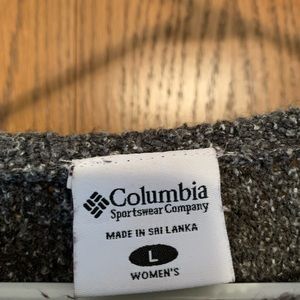 Columbia
Sportswear Company
MADE IN SRI LANKA
L
WOMEN'S